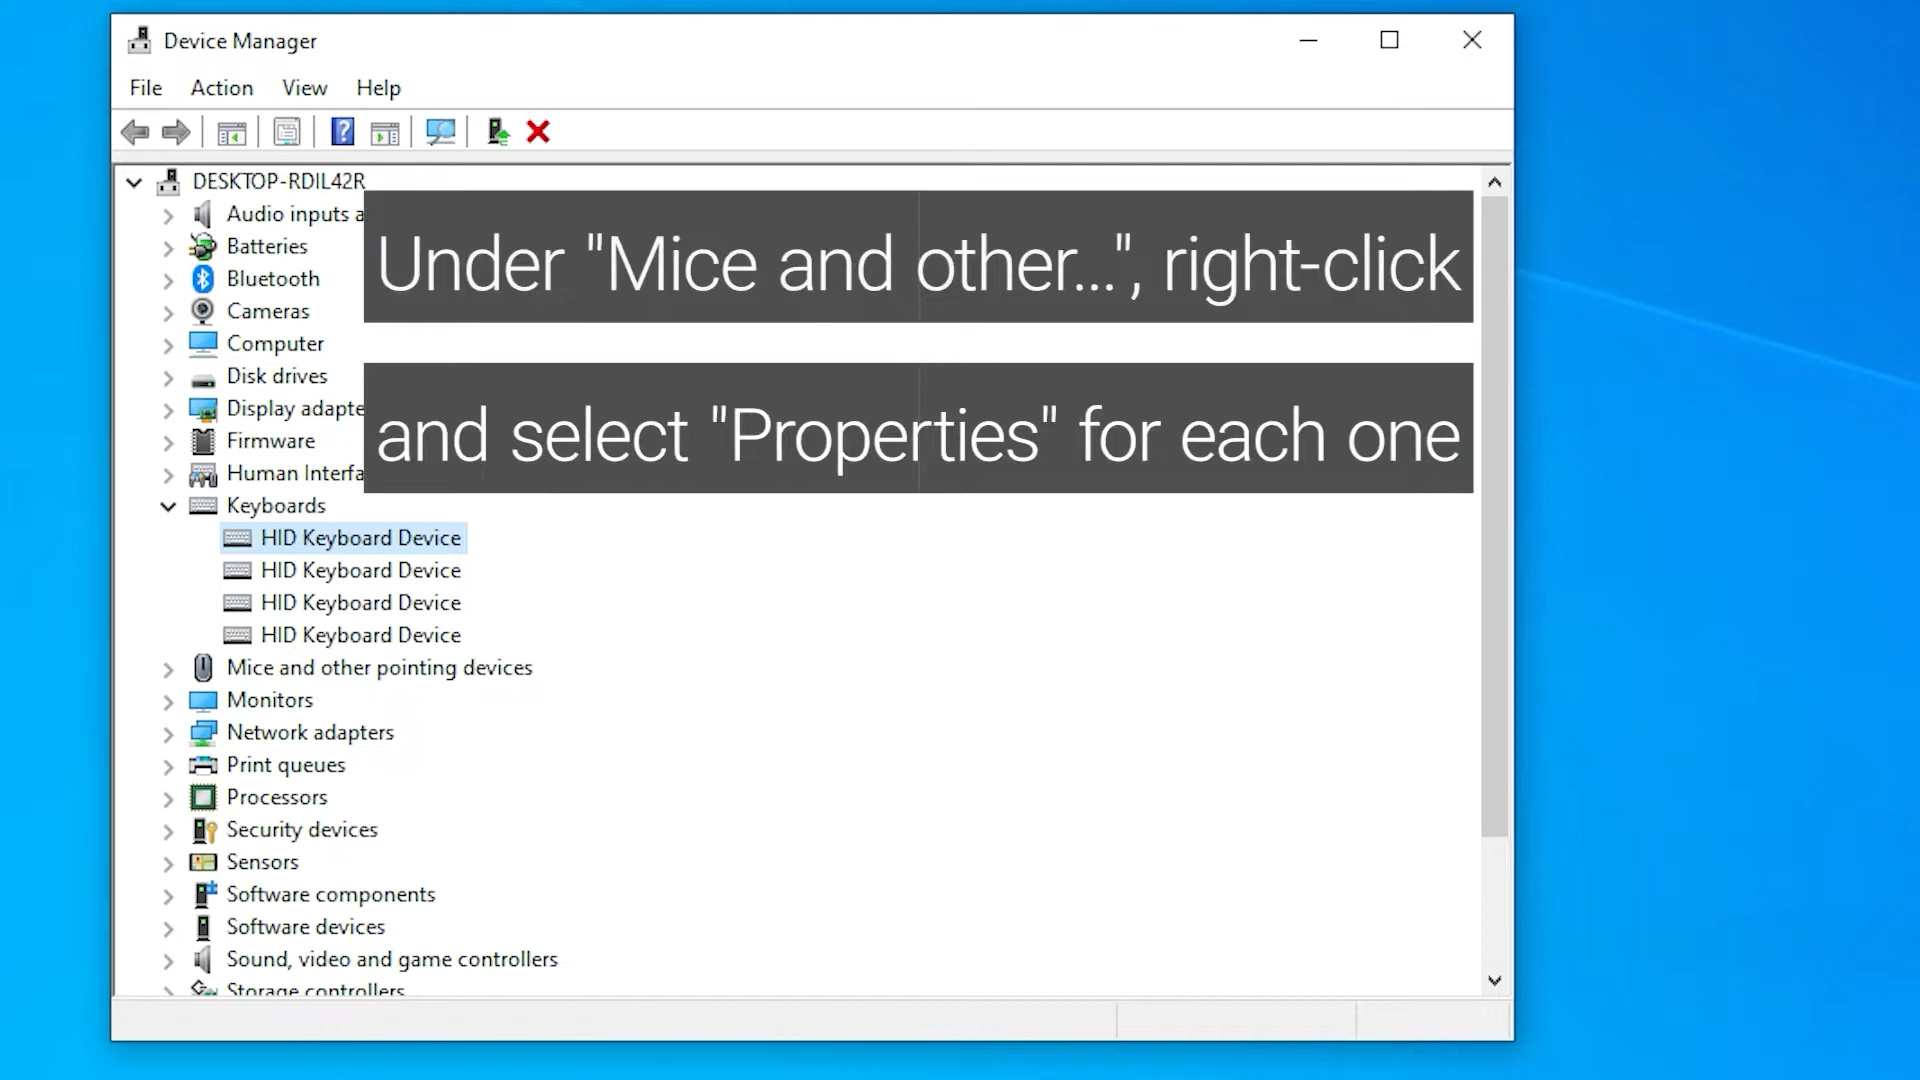 Device Manager
File Action View Help
DESKTOP-RDIL42R
Audio inputs a
Under "Mice and other...", right-click
Batteries
Bluetooth
Cameras
Computer
Disk drives
Display adapte
and select "Properties" for each one
Firmware
Human Interfa
Keyboards
HID Keyboard Device
HID Keyboard Device
HID Keyboard Device
HID Keyboard Device
Mice and other pointing devices
Monitors
Network adapters
Print queues
Processors
Security devices
Sensors
Software components
Software devices
Sound, video and game controllers
Storage controllers